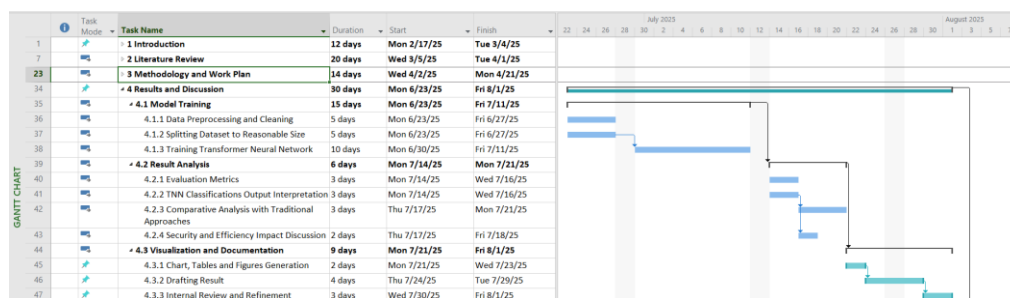 July 2025 August 2025
Task Mode Task Name Duration Start Finish 22 24 26 28 30 2 4 6 8 10 12 14 16 18 20 22 24 26 28 30 1 3 5
1 1 Introduction 12 days Mon 2/17/25 Tue 3/4/25
7 2 Literature Review 20 days Wed 3/5/25 Tue 4/1/25
23 3 Methodology and Work Plan 14 days Wed 4/2/25 Mon 4/21/25
34 4 Results and Discussion 30 days Mon 6/23/25 Fri 8/1/25
35 4.1 Model Training 15 days Mon 6/23/25 Fri 7/11/25
36 4.1.1 Data Preprocessing and Cleaning 5 days Mon 6/23/25 Fri 6/27/25
37 4.1.2 Splitting Dataset to Reasonable Size 5 days Mon 6/23/25 Fri 6/27/25
38 4.1.3 Training Transformer Neural Network 10 days Mon 6/30/25 Fri 7/11/25
39 4.2 Result Analysis 6 days Mon 7/14/25 Mon 7/21/25
40 4.2.1 Evaluation Metrics 3 days Mon 7/14/25 Wed 7/16/25
41 4.2.2 TNN Classifications Output Interpretation 3 days Mon 7/14/25 Wed 7/16/25
42 4.2.3 Comparative Analysis with Traditional Approaches 3 days Thu 7/17/25 Mon 7/21/25
43 4.2.4 Security and Efficiency Impact Discussion 2 days Thu 7/17/25 Fri 7/18/25
44 4.3 Visualization and Documentation 9 days Mon 7/21/25 Fri 8/1/25
45 4.3.1 Chart, Tables and Figures Generation 2 days Mon 7/21/25 Wed 7/23/25
46 4.3.2 Drafting Result 4 days Thu 7/24/25 Tue 7/29/25
47 4.3.3 Internal Review and Refinement 3 days Wed 7/30/25 Fri 8/1/25
GANTT CHART